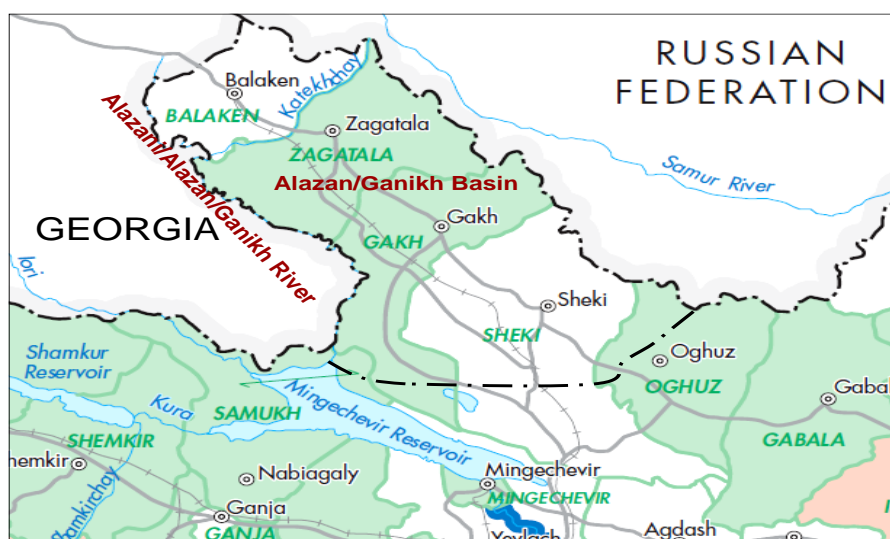 RUSSIAN
FEDERATION
Balaken
Katekhchay
BALAKEN
Alazani/Alazan/Ganikh River
Zagatala
ZAGATALA
Samur River
Alazan/Ganikh Basin
GEORGIA
Gakh
GAKH
Iori
Sheki
SHEKI
Shamkur
Reservoir
Oghuz
OGHUZ
Kura
SAMUKH
Mingechevir Reservoir
SHEMKIR
GABALA
Nabiagaly
Mingechevir
MINGECHEVIR
Ganja
GANJA
Agdash
Yevlach